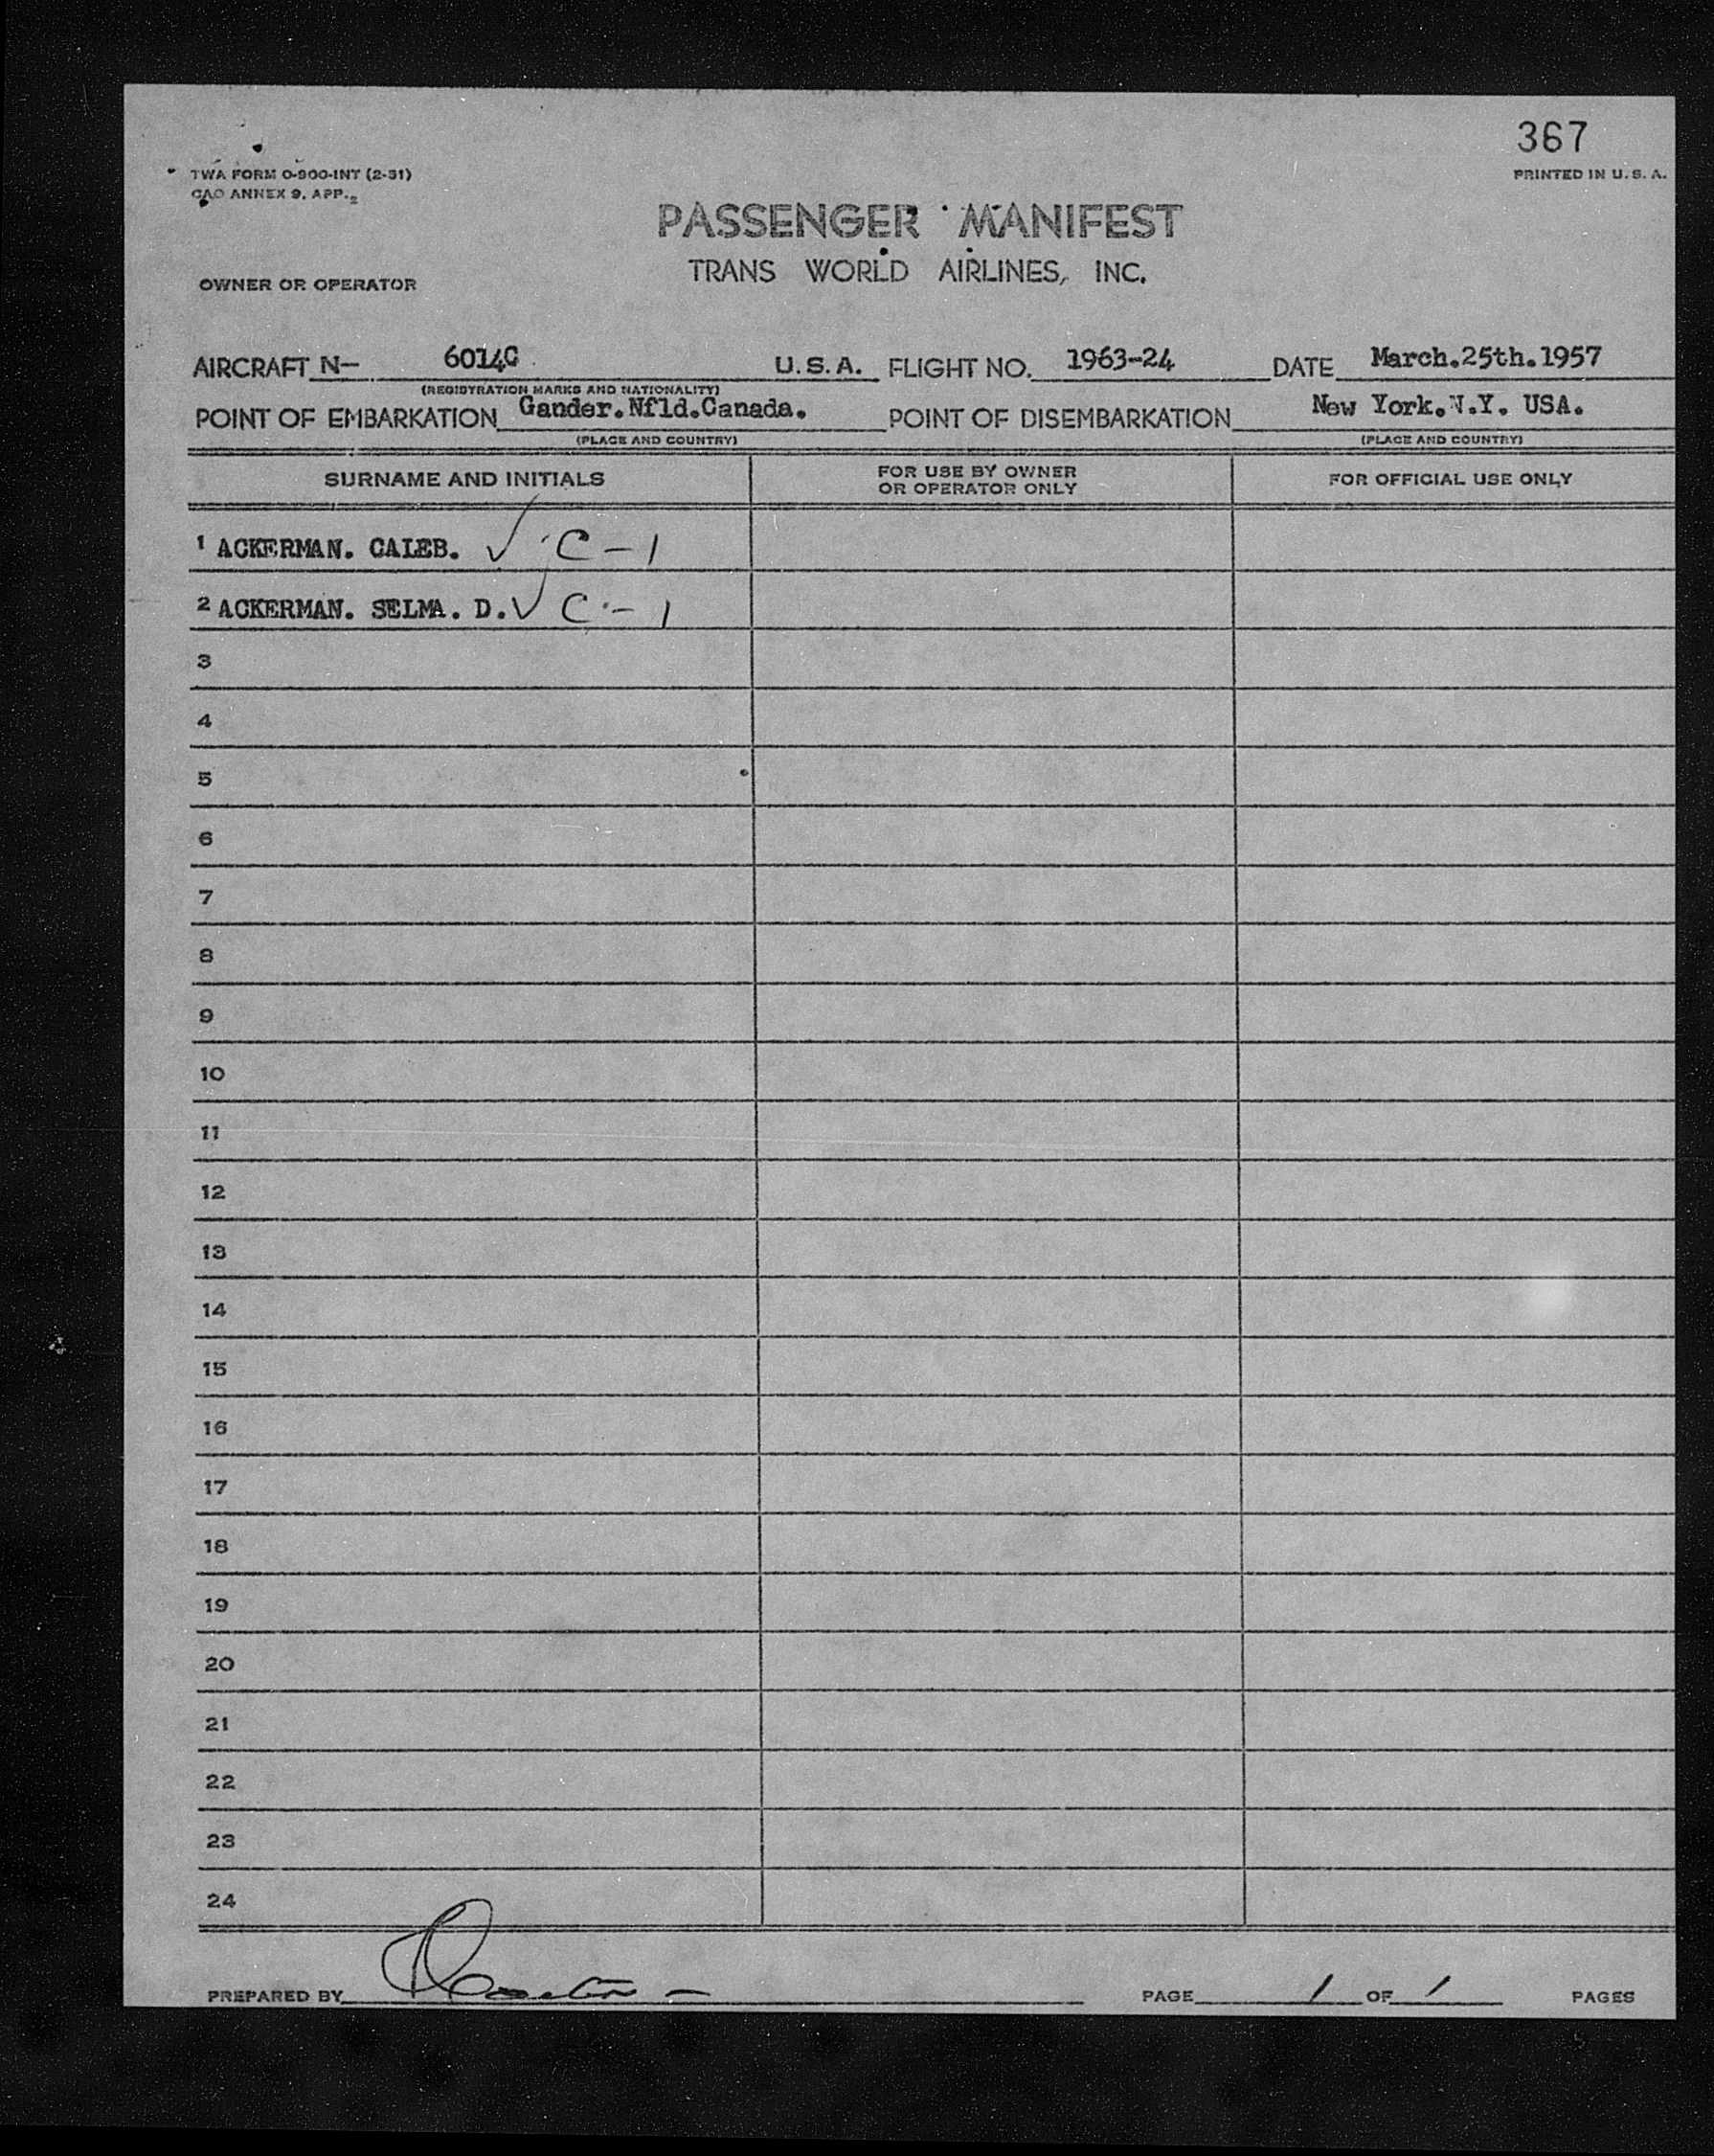 367
TWA FORM O-900-INT (2-51)
CAO ANNEX 9, APP. 2
PRINTED IN U. S. A.
PASSENGER MANIFEST
TRANS WORLD AIRLINES, INC.
OWNER OR OPERATOR
AIRCRAFT N- 6014C U. S. A. FLIGHT NO. 1963-24 DATE March.25th.1957
(REGISTRATION MARKS AND NATIONALITY)
POINT OF EMBARKATION Gander.Nfld.Canada. POINT OF DISEMBARKATION New York.N.Y. USA.
(PLACE AND COUNTRY) (PLACE AND COUNTRY)
SURNAME AND INITIALS FOR USE BY OWNER OR OPERATOR ONLY FOR OFFICIAL USE ONLY
1 ACKERMAN. CALEB. ✓ C-1
2 ACKERMAN. SELMA. D. ✓ C-1
3
4
5
6
7
8
9
10
11
12
13
14
15
16
17
18
19
20
21
22
23
24
PREPARED BY PAGE 1 OF 1 PAGES